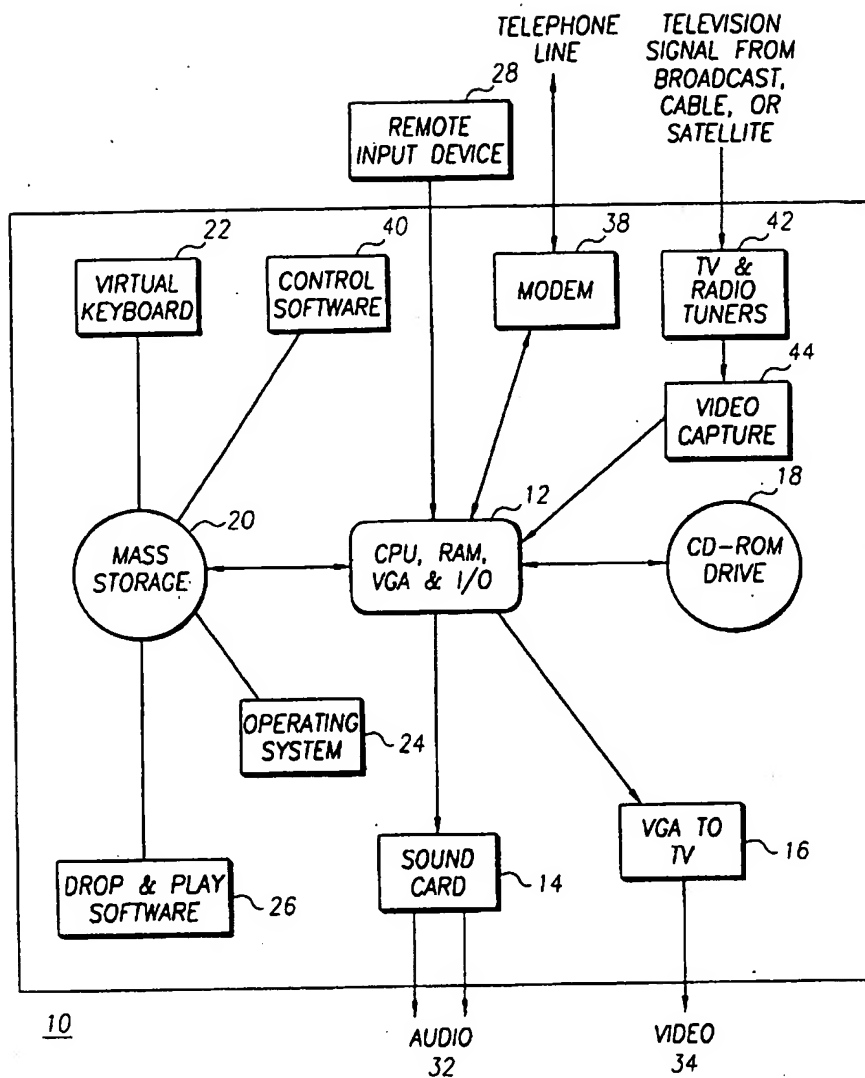 TELEPHONE
LINE
TELEVISION
SIGNAL FROM
BROADCAST,
CABLE, OR
SATELLITE
28
REMOTE
INPUT DEVICE
22
VIRTUAL
KEYBOARD
40
CONTROL
SOFTWARE
38
MODEM
42
TV &
RADIO
TUNERS
44
VIDEO
CAPTURE
20
MASS
STORAGE
12
CPU, RAM,
VGA & I/O
18
CD-ROM
DRIVE
OPERATING
SYSTEM
24
DROP & PLAY
SOFTWARE
26
SOUND
CARD
14
VGA TO
TV
16
10
AUDIO
32
VIDEO
34